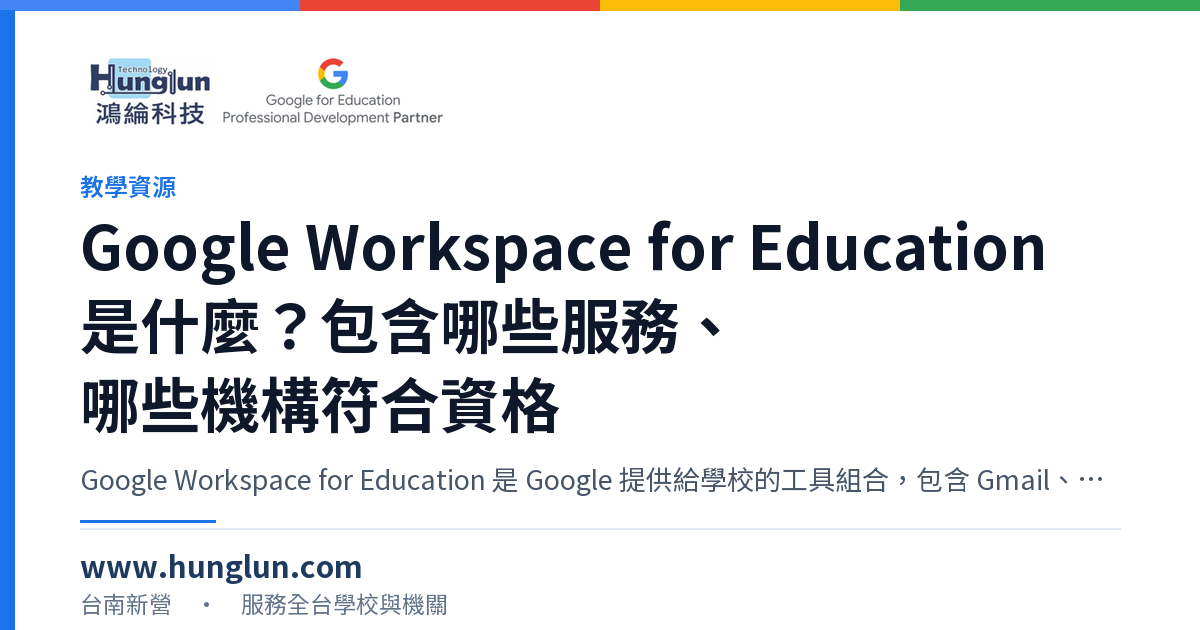 Technology
Hunglun
鴻綸科技
Google for Education
Professional Development Partner
教學資源
Google Workspace for Education
是什麼？包含哪些服務、
哪些機構符合資格
Google Workspace for Education 是 Google 提供給學校的工具組合，包含 Gmail、…
www.hunglun.com
台南新營 · 服務全台學校與機關